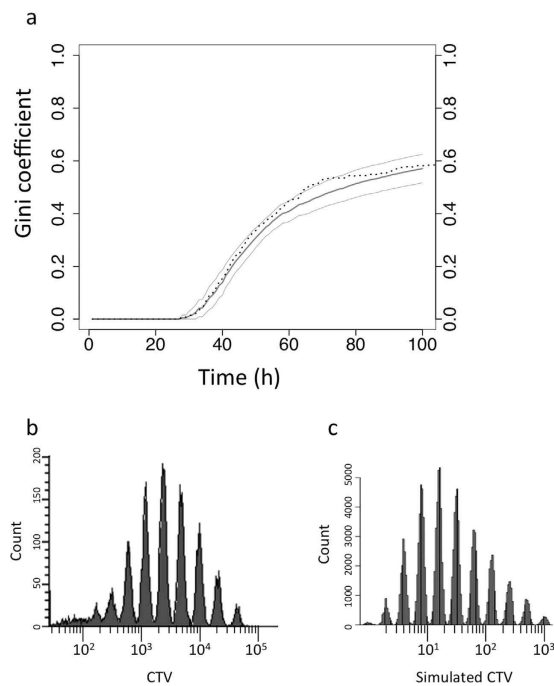 a
Gini coefficient
0.0 0.2 0.4 0.6 0.8 1.0
0.0 0.2 0.4 0.6 0.8 1.0
0 20 40 60 80 100
Time (h)
b
Count
0 50 100 150 200
10² 10³ 10⁴ 10⁵
CTV
c
Count
0 1000 2000 3000 4000 5000
10¹ 10² 10³
Simulated CTV